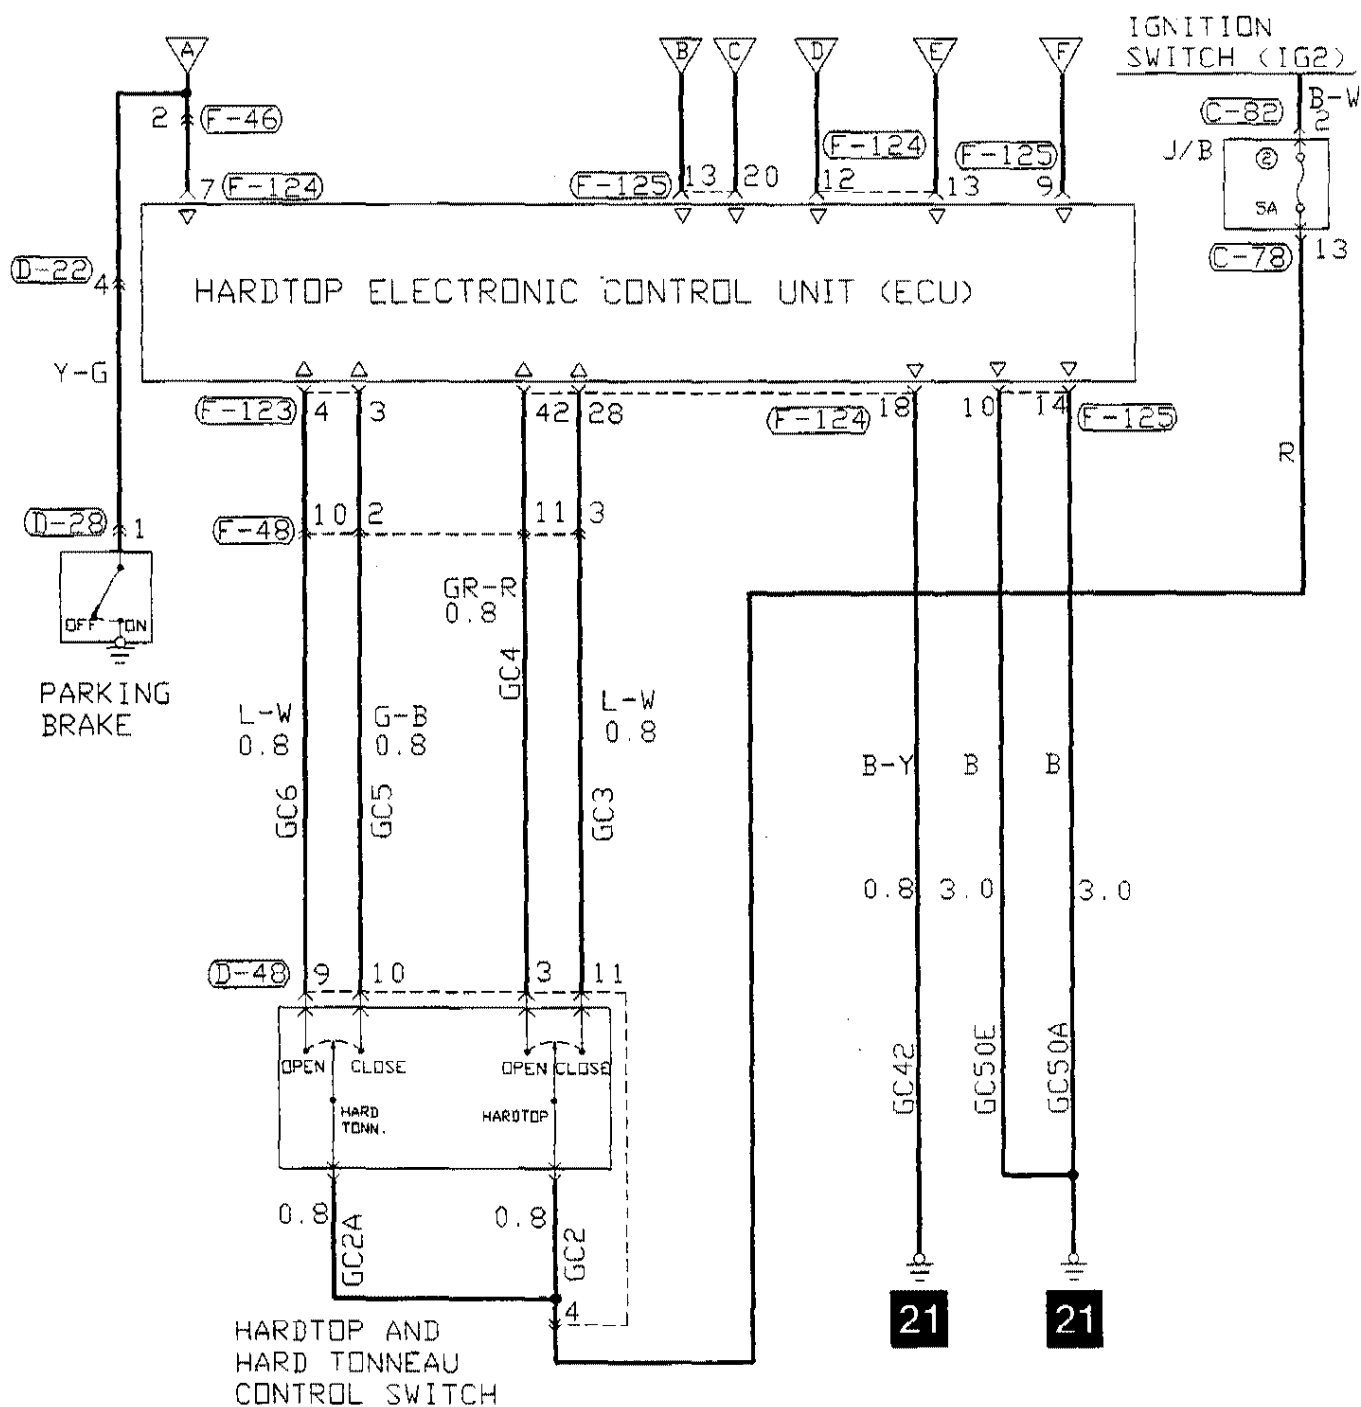 IGNITION
SWITCH (IG2)
A
B
C
D
E
F
B-W
C-82
2
2
F-46
J/B
2
5A
F-124
F-125
7
F-124
F-125
13
20
12
13
9
C-78
13
D-22
4
HARDTOP ELECTRONIC CONTROL UNIT (ECU)
Y-G
F-123
4
3
42
28
F-124
18
10
14
F-125
R
D-28
1
F-48
10
2
11
3
GR-R
0.8
OFF
ON
GC4
PARKING
BRAKE
L-W
0.8
G-B
0.8
L-W
0.8
B-Y
B
B
GC6
GC5
GC3
0.8
3.0
3.0
D-48
9
10
3
11
OPEN
CLOSE
OPEN
CLOSE
GC42
GC50E
GC50A
HARD
TONN.
HARDTOP
0.8
GC2A
0.8
GC2
4
21
21
HARDTOP AND
HARD TONNEAU
CONTROL SWITCH